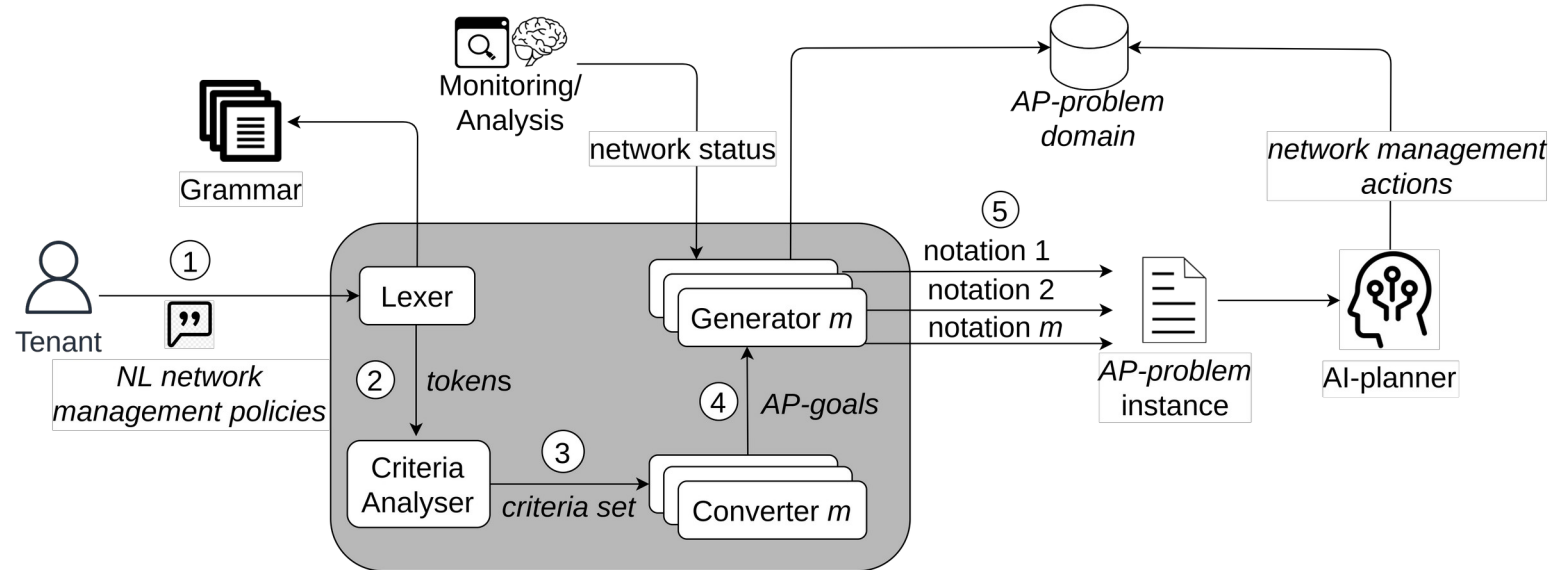 Monitoring/
Analysis
AP-problem
domain
network status
network management
actions
Grammar
1
Tenant
”
NL network
management policies
Lexer
2
tokens
Criteria
Analyser
3
criteria set
Converter m
4
AP-goals
Generator m
5
notation 1
notation 2
notation m
AP-problem
instance
AI-planner